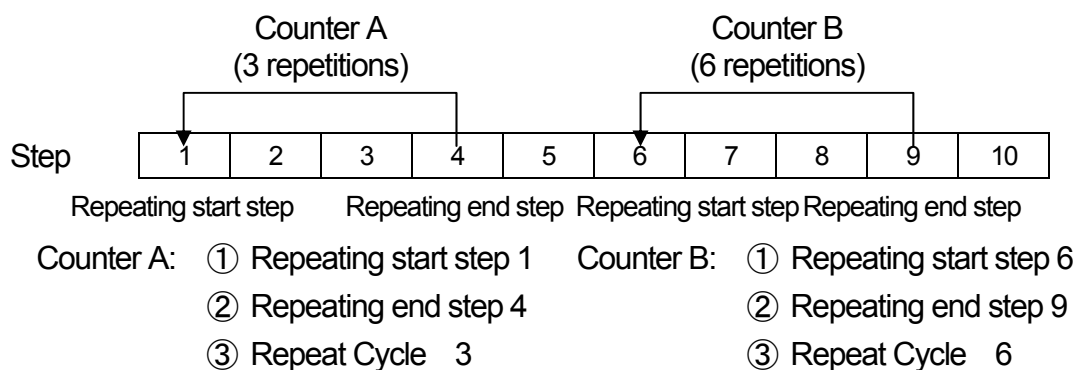 Counter A Counter B
(3 repetitions) (6 repetitions)
Step 1 2 3 4 5 6 7 8 9 10
Repeating start step Repeating end step Repeating start step Repeating end step
Counter A: ① Repeating start step 1 Counter B: ① Repeating start step 6
② Repeating end step 4 ② Repeating end step 9
③ Repeat Cycle 3 ③ Repeat Cycle 6